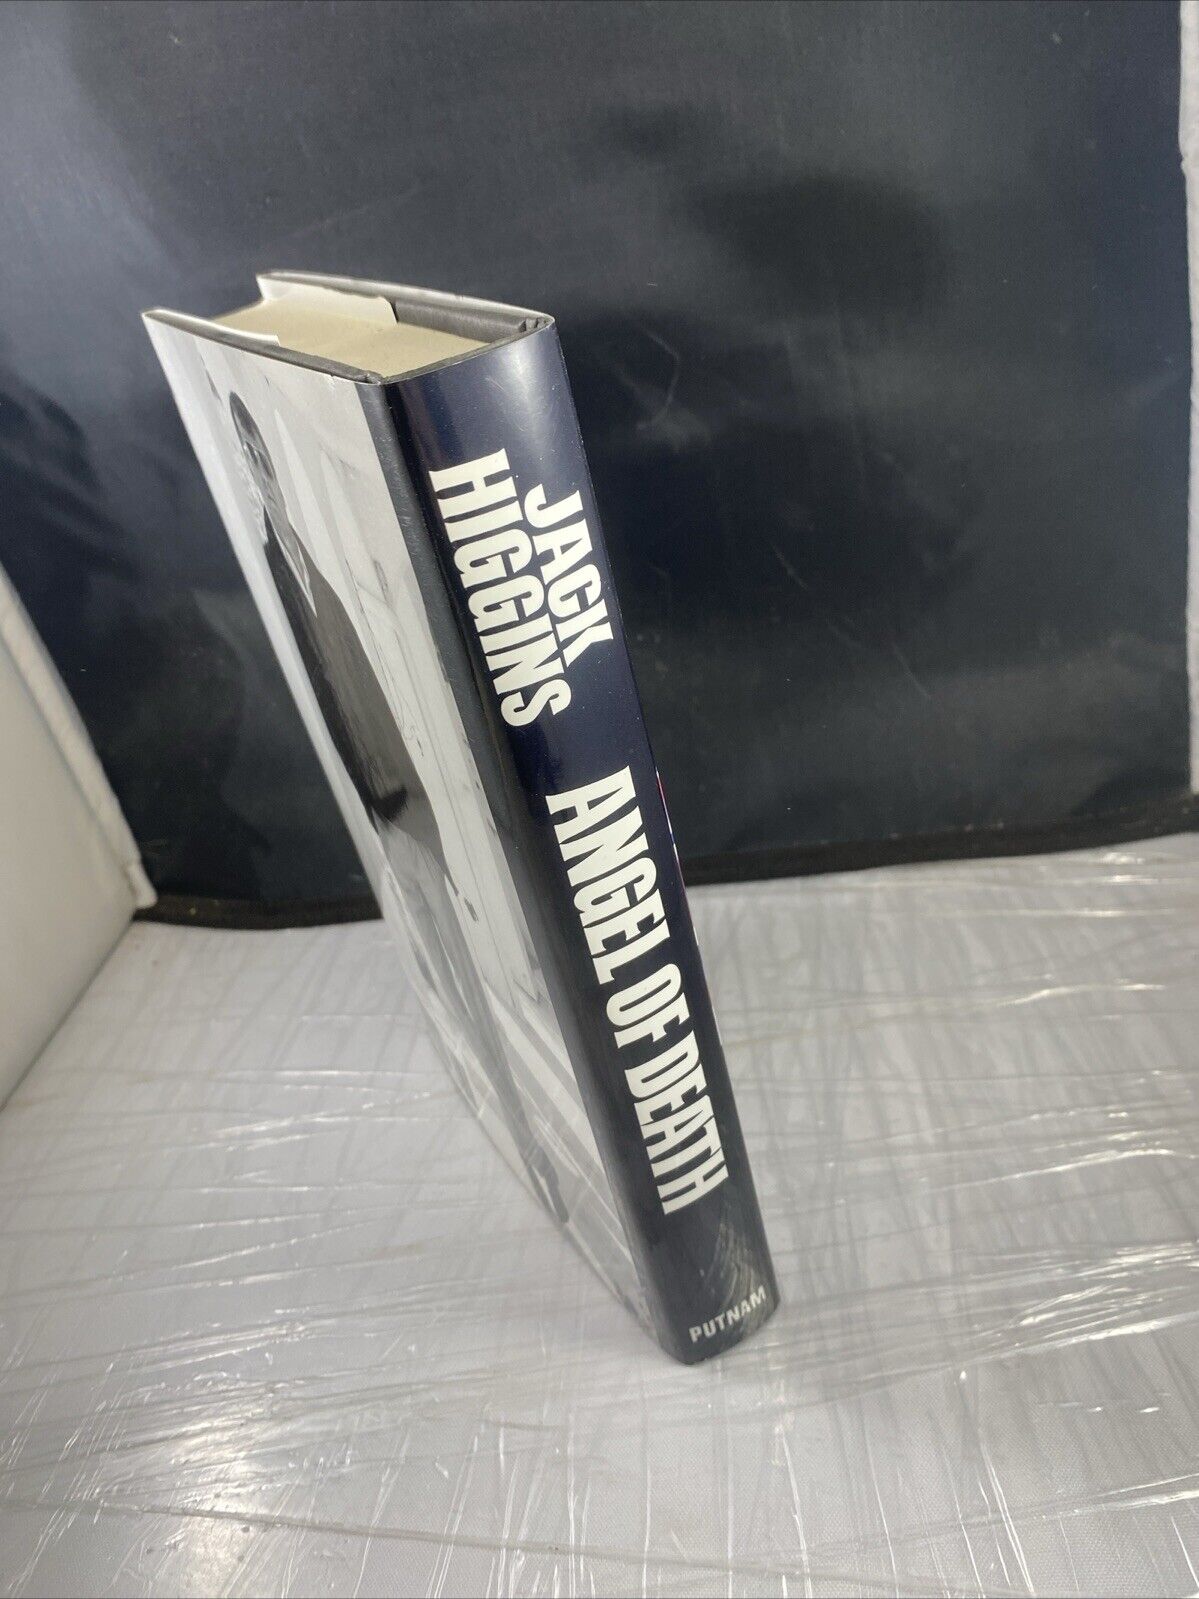 JACK
HIGGINS
ANGEL OF DEATH
PUTNAM